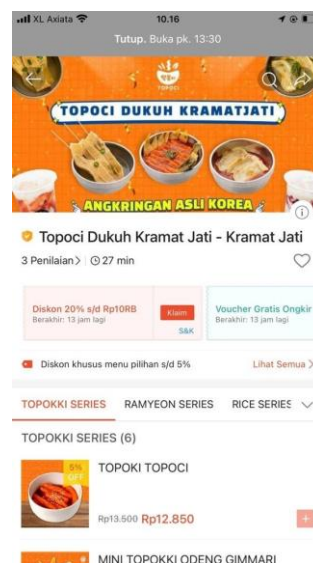 XL Axiata
10.16
Tutup. Buka pk. 13:30
TOPOCI
TOPOCI DUKUH KRAMATJATI
ANGKRINGAN ASLI KOREA
Topoci Dukuh Kramat Jati - Kramat Jati
3 Penilaian > 27 min
Diskon 20% s/d Rp10RB
Berakhir: 13 jam lagi
Klaim
S&K
Voucher Gratis Ongkir
Berakhir: 13 jam lagi
Diskon khusus menu pilihan s/d 5%
Lihat Semua >
TOPOKKI SERIES RAMYEON SERIES RICE SERIES
TOPOKKI SERIES (6)
5%
OFF
TOPOKI TOPOCI
Rp13.500 Rp12.850
MINI TOPOKKI ODENG GIMMARI